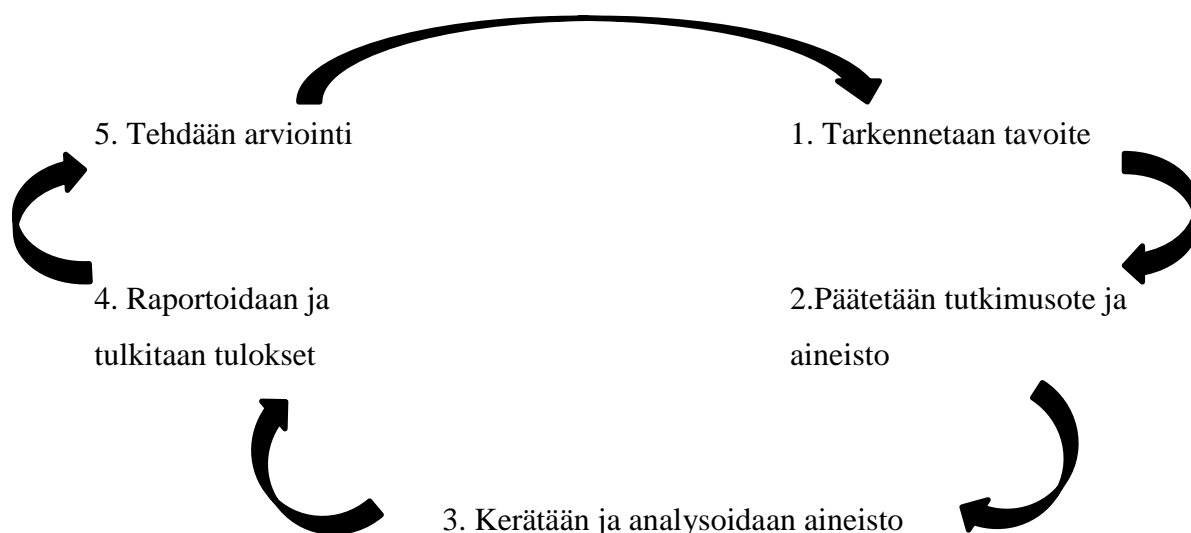 5. Tehdään arviointi
1. Tarkennetaan tavoite
4. Raportoidaan ja
tulkitaan tulokset
2.Päätetään tutkimusote ja
aineisto
3. Kerätään ja analysoidaan aineisto